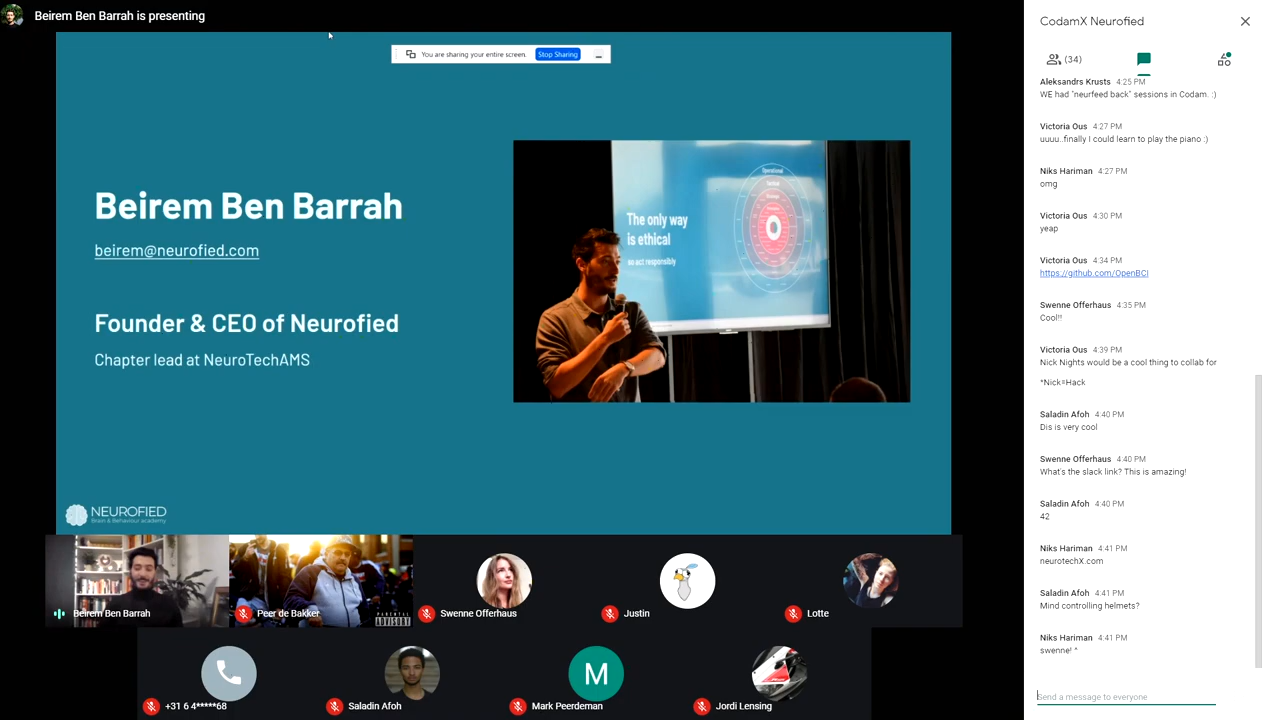 Beirem Ben Barrah is presenting
You are sharing your entire screen.
Stop Sharing
Beirem Ben Barrah
beirem@neurofied.com
Founder & CEO of Neurofied
Chapter lead at NeuroTechAMS
The only way
is ethical
so act responsibly
Operational
NEUROFIED
Brain & Behaviour academy
Beirem Ben Barrah
Peer de Bakker
PARENTAL
ADVISORY
Swenne Offerhaus
Justin
Lotte
+31 6 4*****68
Saladin Afoh
M
Mark Peerdeman
Jordi Lensing
CodamX Neurofied
(34)
Aleksandrs Krusts 4:25 PM
WE had "neurfeed back" sessions in Codam. :)
Victoria Ous 4:27 PM
uuuu..finally I could learn to play the piano :)
Niks Hariman 4:27 PM
omg
Victoria Ous 4:30 PM
yeap
Victoria Ous 4:34 PM
https://github.com/OpenBCI
Swenne Offerhaus 4:35 PM
Cool!!
Victoria Ous 4:39 PM
Nick Nights would be a cool thing to collab for
*Nick=Hack
Saladin Afoh 4:40 PM
Dis is very cool
Swenne Offerhaus 4:40 PM
What's the slack link? This is amazing!
Saladin Afoh 4:40 PM
42
Niks Hariman 4:41 PM
neurotechX.com
Saladin Afoh 4:41 PM
Mind controlling helmets?
Niks Hariman 4:41 PM
swenne! ^
Send a message to everyone